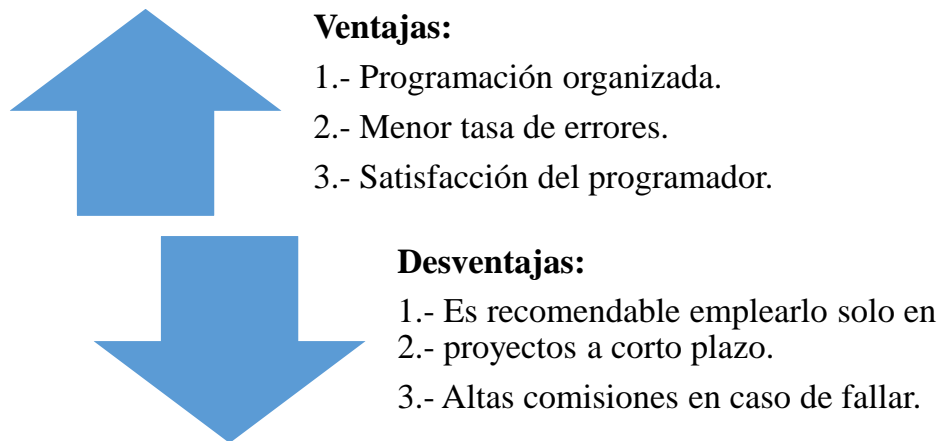 Ventajas:
1.- Programación organizada.
2.- Menor tasa de errores.
3.- Satisfacción del programador.
Desventajas:
1.- Es recomendable emplearlo solo en
2.- proyectos a corto plazo.
3.- Altas comisiones en caso de fallar.